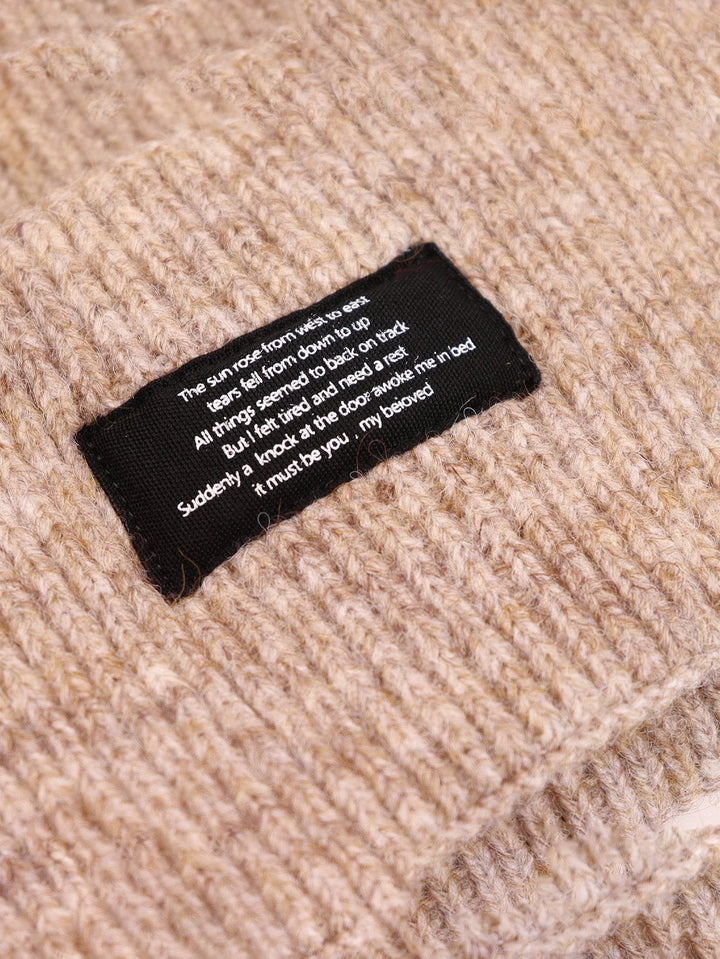 The sun rose from west to east
tears fell from down to up
All things seemed to back on track
But I felt tired and need a rest
Suddenly a knock at the door awoke me in bed
it must be you , my beloved